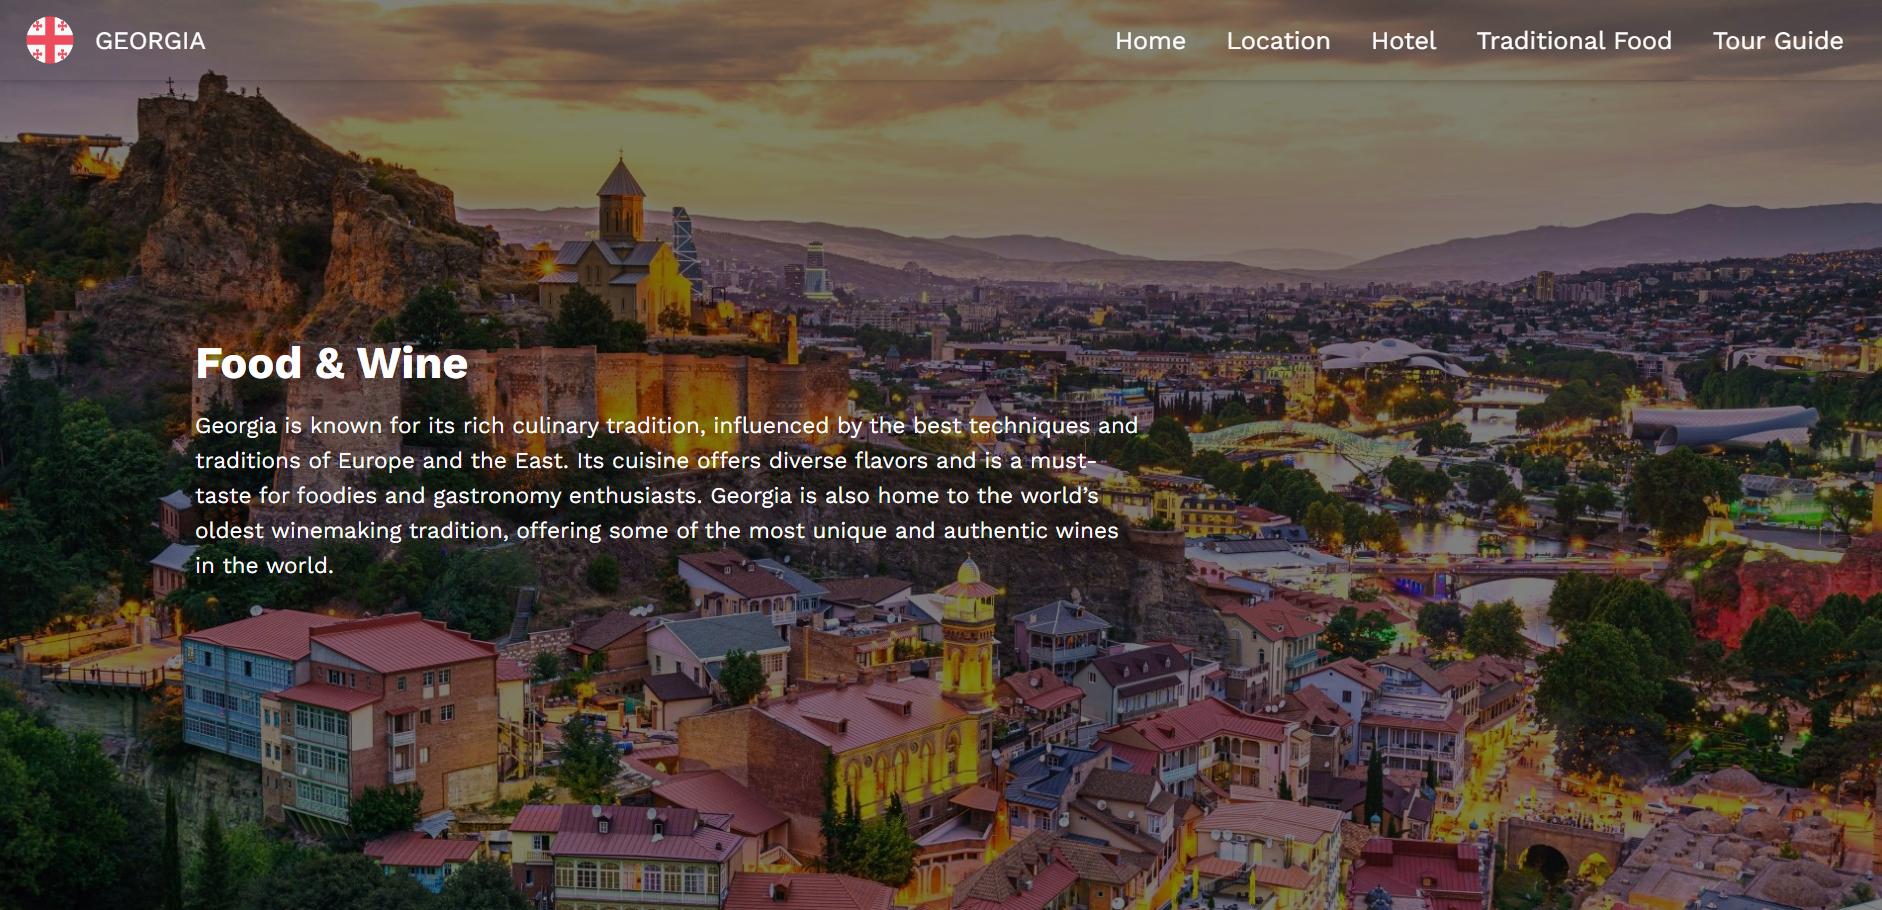 GEORGIA
Home Location Hotel Traditional Food Tour Guide
Food & Wine
Georgia is known for its rich culinary tradition, influenced by the best techniques and
traditions of Europe and the East. Its cuisine offers diverse flavors and is a must-
taste for foodies and gastronomy enthusiasts. Georgia is also home to the world’s
oldest winemaking tradition, offering some of the most unique and authentic wines
in the world.